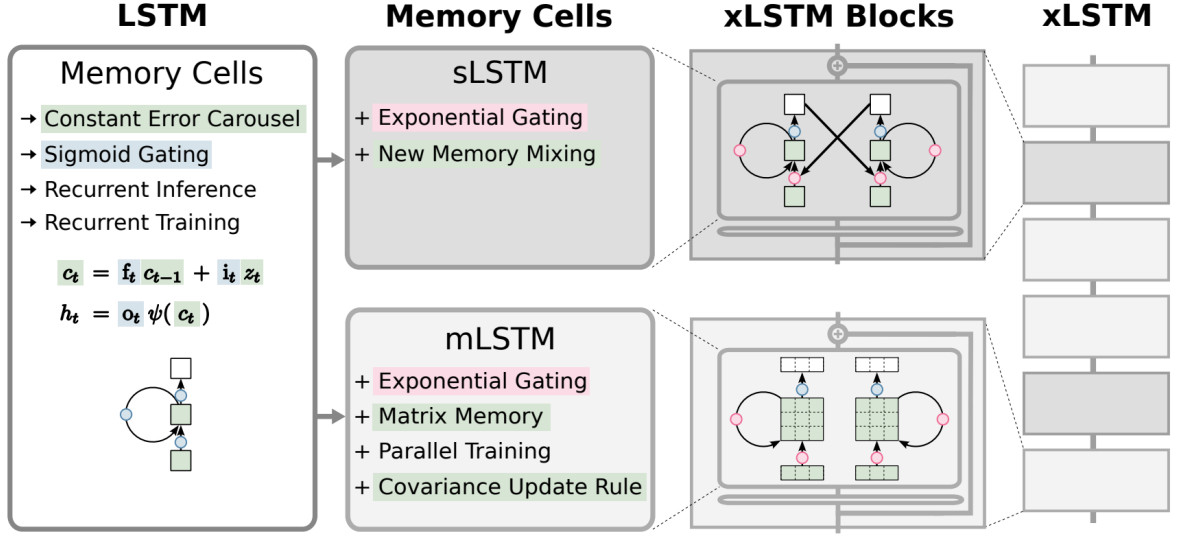 LSTM
Memory Cells
xLSTM Blocks
xLSTM
Memory Cells
→ Constant Error Carousel
→ Sigmoid Gating
→ Recurrent Inference
→ Recurrent Training
c_t = f_t c_{t−1} + i_t z_t
h_t = o_t ψ( c_t )
sLSTM
+ Exponential Gating
+ New Memory Mixing
mLSTM
+ Exponential Gating
+ Matrix Memory
+ Parallel Training
+ Covariance Update Rule